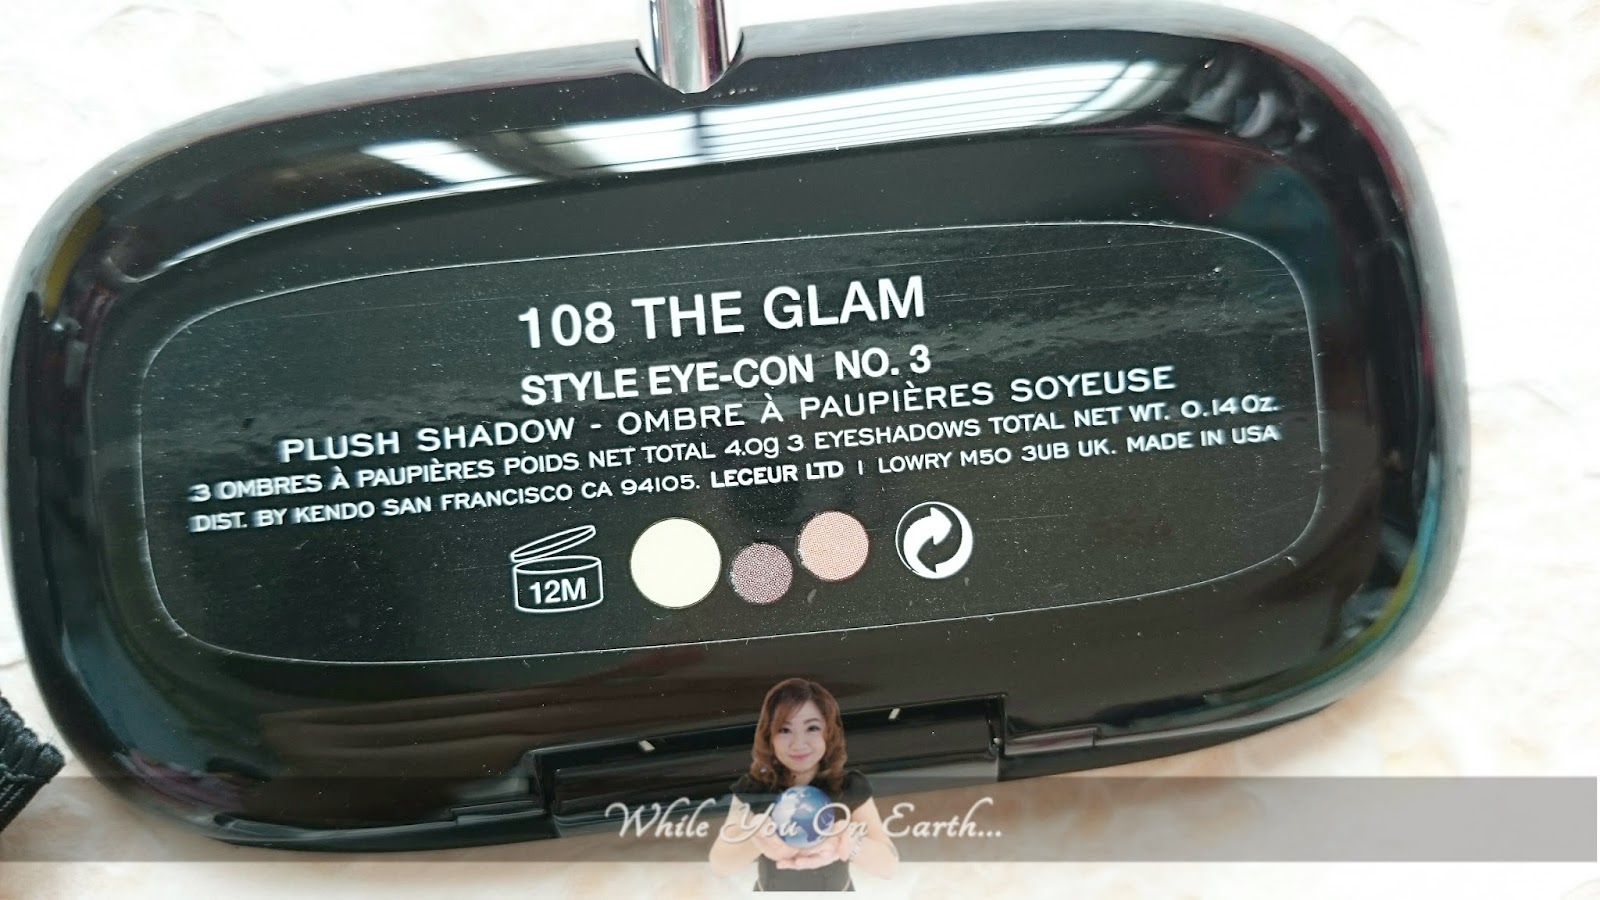 108 THE GLAM
STYLE EYE-CON NO. 3
PLUSH SHADOW - OMBRE À PAUPIÈRES SOYEUSE
3 OMBRES À PAUPIÈRES POIDS NET TOTAL 4.0g 3 EYESHADOWS TOTAL NET WT. 0.14 Oz.
DIST. BY KENDO SAN FRANCISCO CA 94105. LECEUR LTD I LOWRY M50 3UB UK. MADE IN USA
12M
While You On Earth...